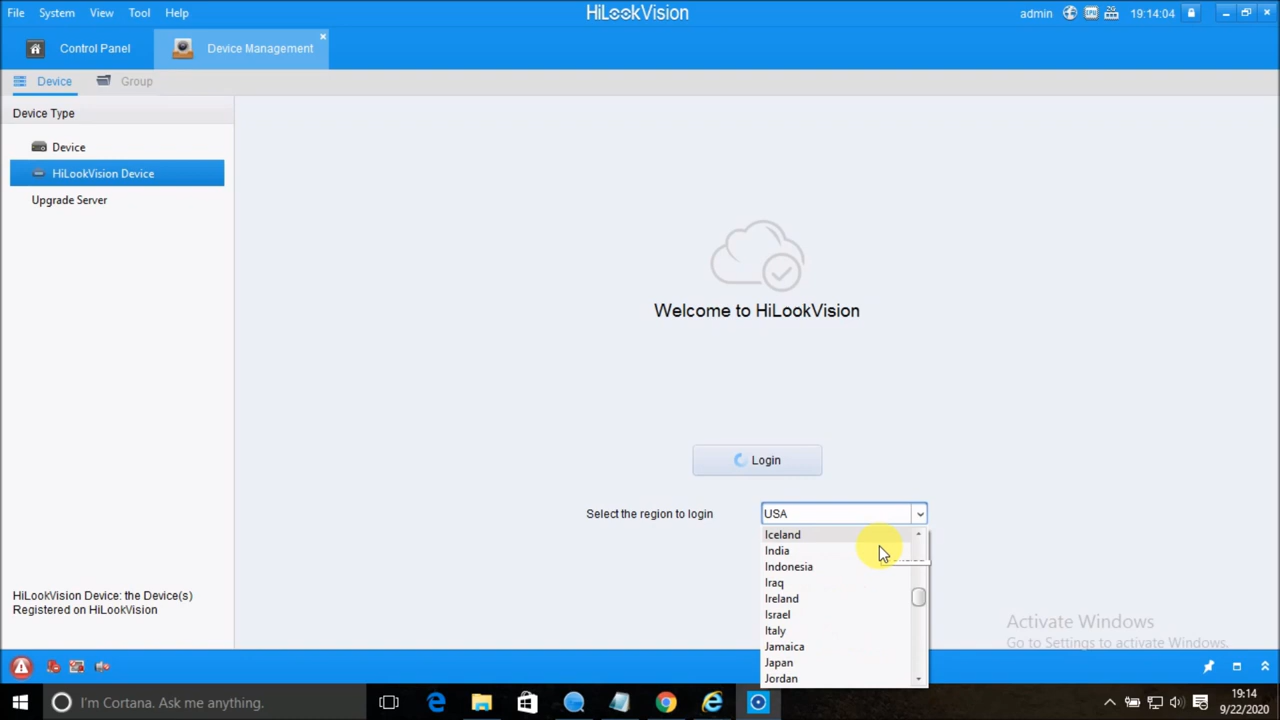 File System View Tool Help
HiLookVision
admin 19:14:04
Control Panel
Device Management
Device
Group
Device Type
Device
HiLookVision Device
Upgrade Server
Welcome to HiLookVision
Login
Select the region to login
USA
Iceland
India
Indonesia
Iraq
Ireland
Israel
Italy
Jamaica
Japan
Jordan
HiLookVision Device: the Device(s)
Registered on HiLookVision
Activate Windows
Go to Settings to activate Windows.
I'm Cortana. Ask me anything.
19:14
9/22/2020